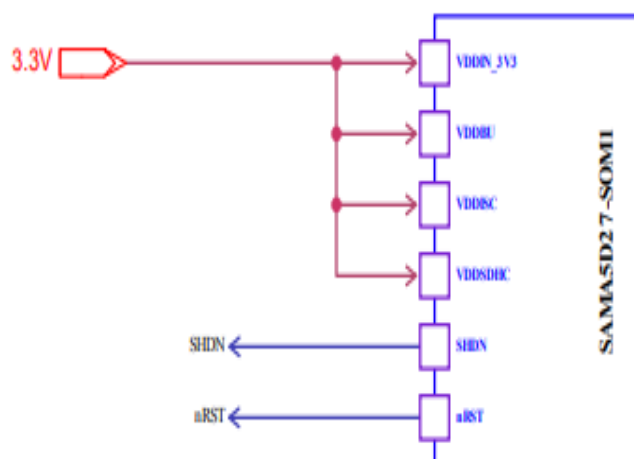 3.3V
VDDIN_3V3
VDDBU
VDDISC
VDDSDHC
SHDN
SHDN
nRST
nRST
SAMA5D27-SOM1